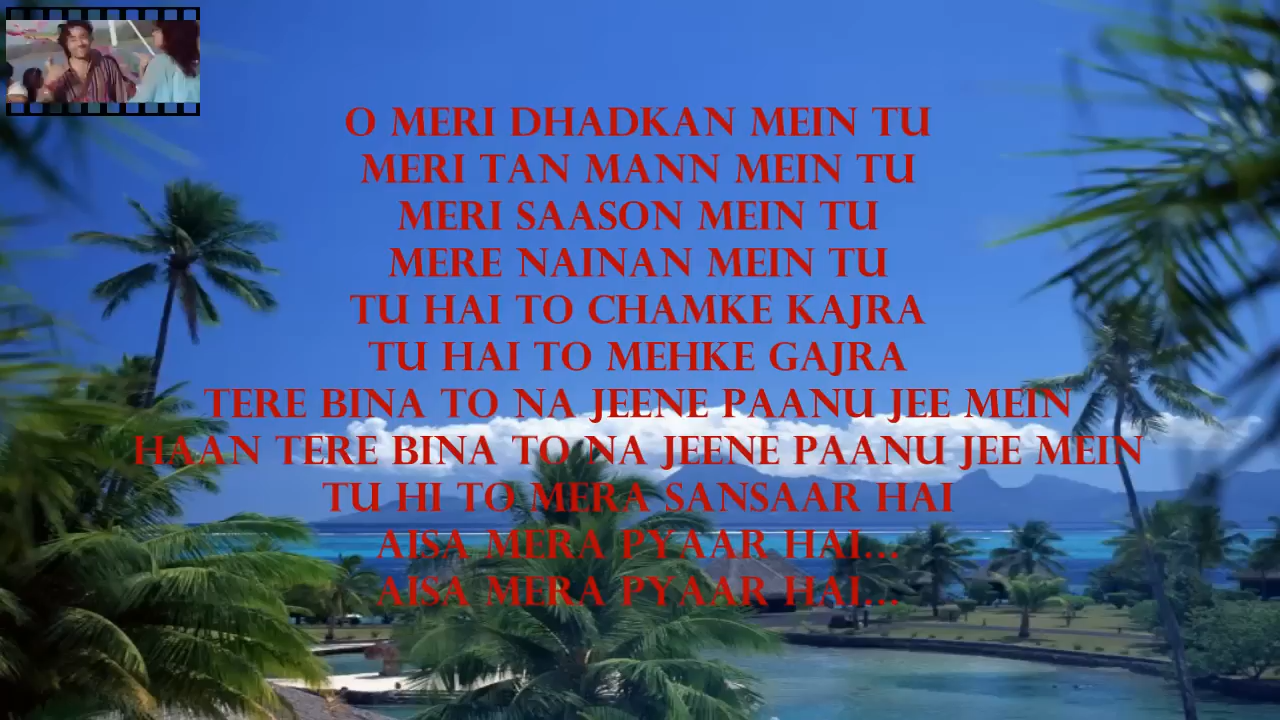 O MERI DHADKAN MEIN TU
MERI TAN MANN MEIN TU
MERI SAASON MEIN TU
MERE NAINAN MEIN TU
TU HAI TO CHAMKE KAJRA
TU HAI TO MEHKE GAJRA
TERE BINA TO NA JEENE PAANU JEE MEIN
HAAN TERE BINA TO NA JEENE PAANU JEE MEIN
TU HI TO MERA SANSAAR HAI
AISA MERA PYAAR HAI...
AISA MERA PYAAR HAI...